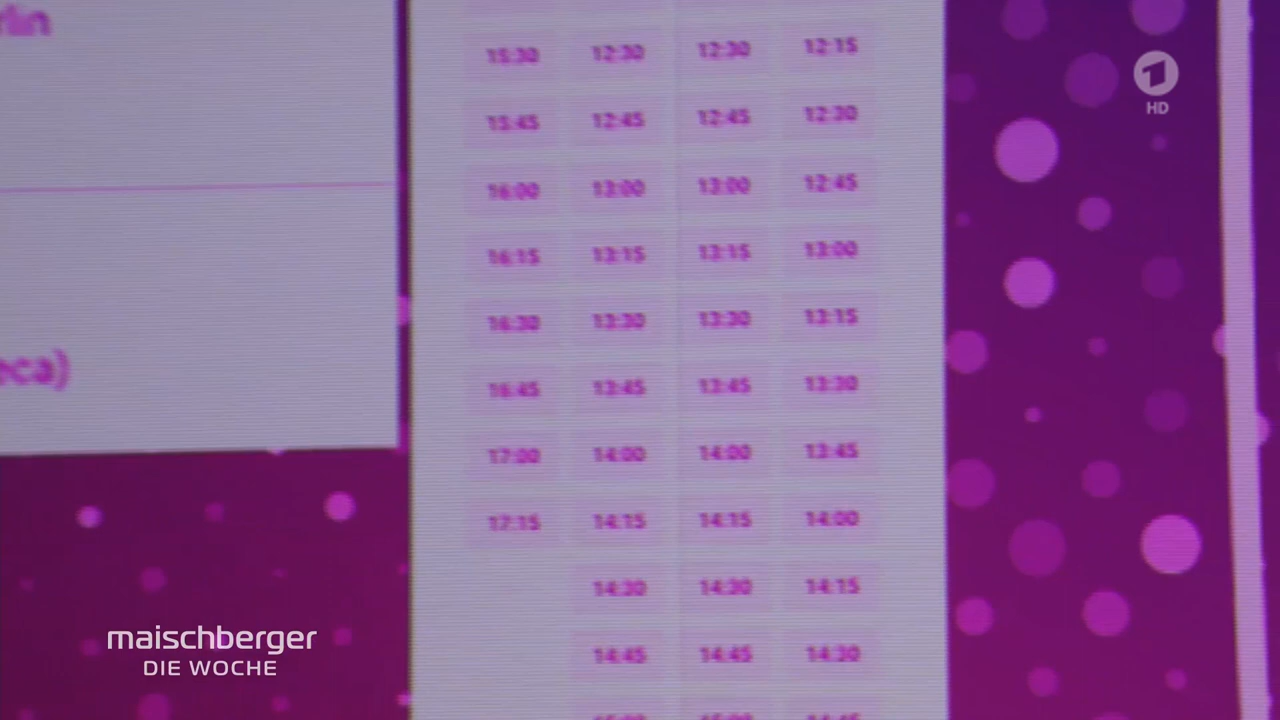 rlin
eca)
15:30 12:30 12:30 12:15
15:45 12:45 12:45 12:30
16:00 13:00 13:00 12:45
16:15 13:15 13:15 13:00
16:30 13:30 13:30 13:15
16:45 13:45 13:45 13:30
17:00 14:00 14:00 13:45
17:15 14:15 14:15 14:00
14:30 14:30 14:15
14:45 14:45 14:30
1
HD
maischberger
DIE WOCHE